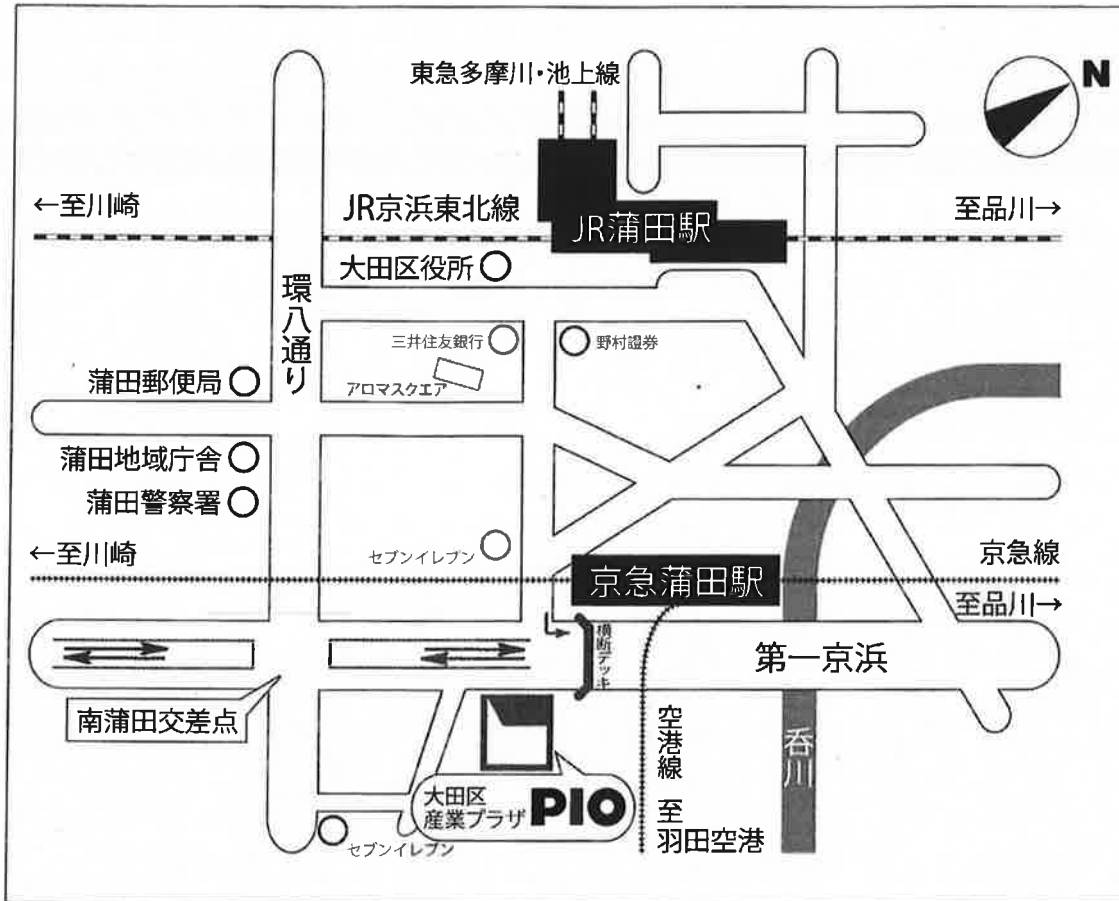 東急多摩川・池上線
N
←至川崎
JR京浜東北線
JR蒲田駅
至品川→
大田区役所
環八通り
三井住友銀行
野村證券
蒲田郵便局
アロマスクエア
蒲田地域庁舎
蒲田警察署
セブンイレブン
←至川崎
京急線
京急蒲田駅
至品川→
横断デッキ
第一京浜
南蒲田交差点
空港線 至
羽田空港
呑川
大田区
産業プラザ PIO
セブンイレブン